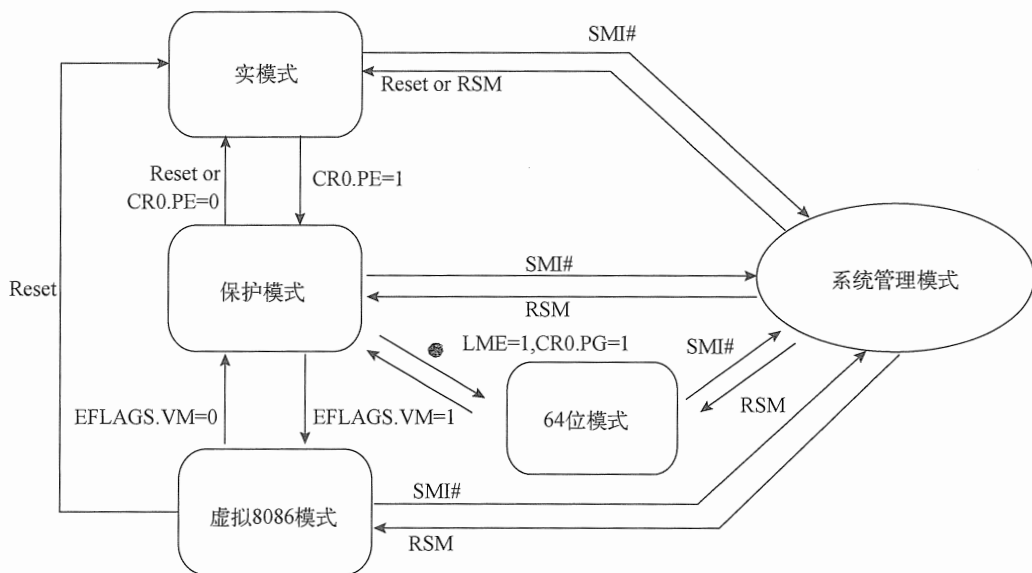 SMI#
实模式
Reset or RSM
Reset or
CR0.PE=0
CR0.PE=1
SMI#
系统管理模式
Reset
保护模式
RSM
LME=1,CR0.PG=1
SMI#
EFLAGS.VM=0
EFLAGS.VM=1
64位模式
RSM
SMI#
虚拟8086模式
RSM